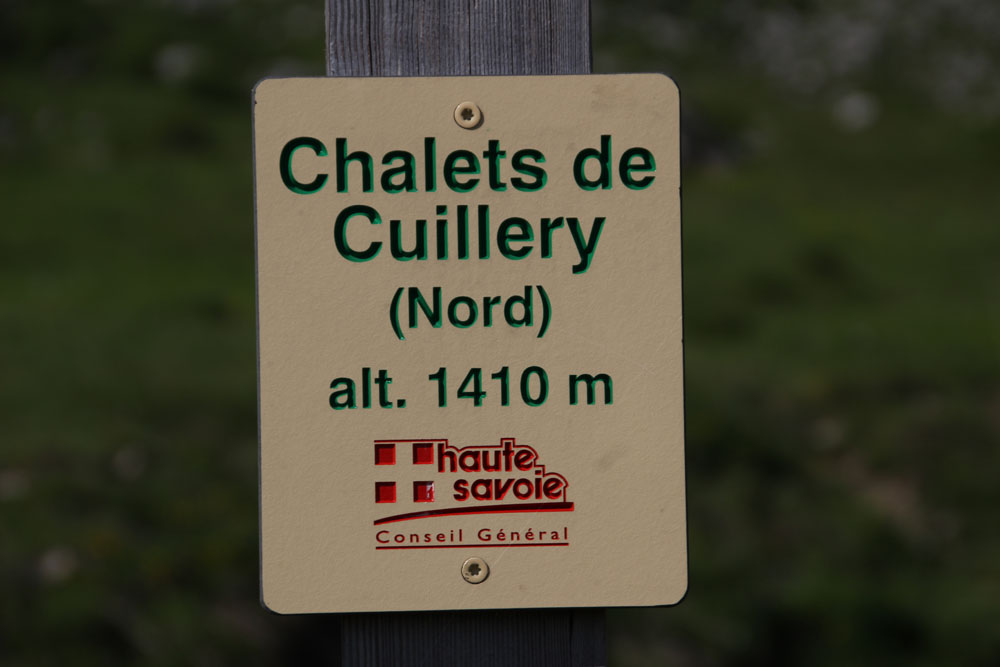 Chalets de
Cuillery
(Nord)
alt. 1410 m
haute
savoie
Conseil Général